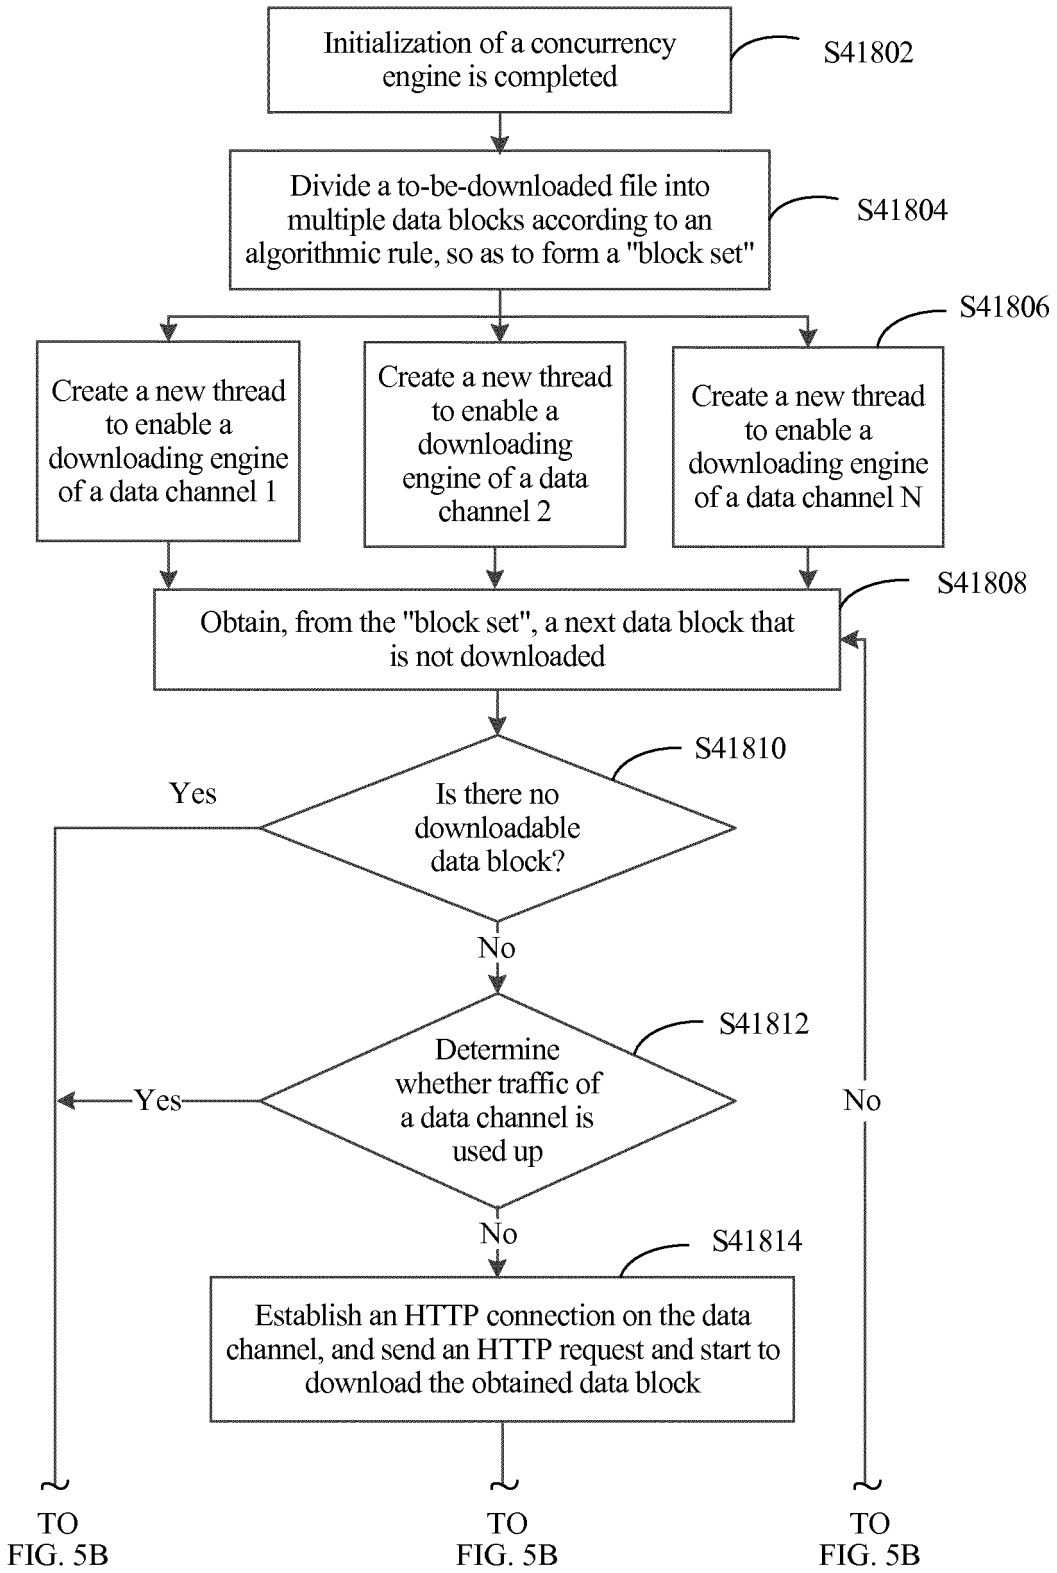 Initialization of a concurrency
engine is completed
S41802
Divide a to-be-downloaded file into
multiple data blocks according to an
algorithmic rule, so as to form a "block set"
S41804
S41806
Create a new thread
to enable a
downloading engine
of a data channel 1
Create a new thread
to enable a
downloading
engine of a data
channel 2
Create a new thread
to enable a
downloading engine
of a data channel N
S41808
Obtain, from the "block set", a next data block that
is not downloaded
S41810
Yes
Is there no
downloadable
data block?
No
S41812
Determine
whether traffic of
a data channel is
used up
Yes
No
No
S41814
Establish an HTTP connection on the data
channel, and send an HTTP request and start to
download the obtained data block
TO
FIG. 5B
TO
FIG. 5B
TO
FIG. 5B